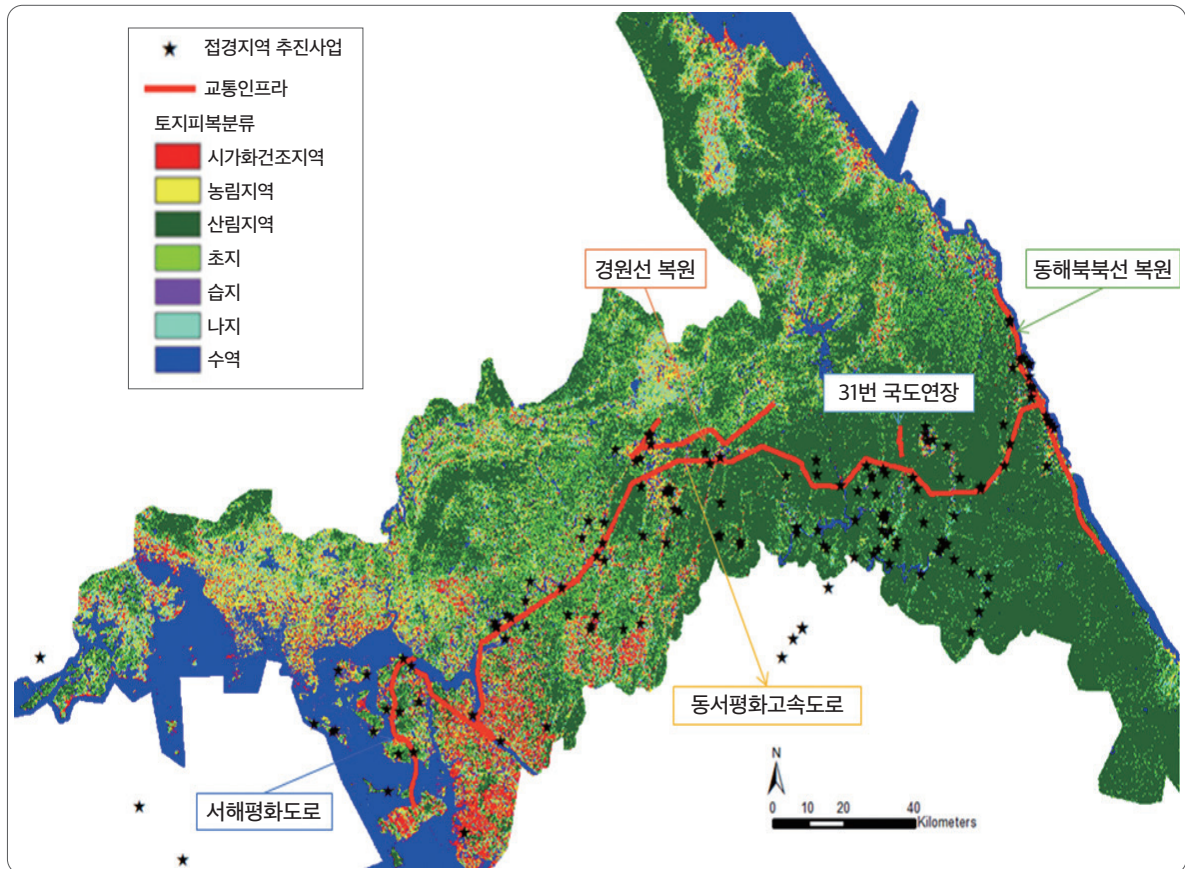 접경지역 추진사업
교통인프라
토지피복분류
시가화건조지역
농림지역
산림지역
초지
습지
나지
수역
경원선 복원
동해북북선 복원
31번 국도연장
동서평화고속도로
서해평화도로
N
0 10 20 40
Kilometers